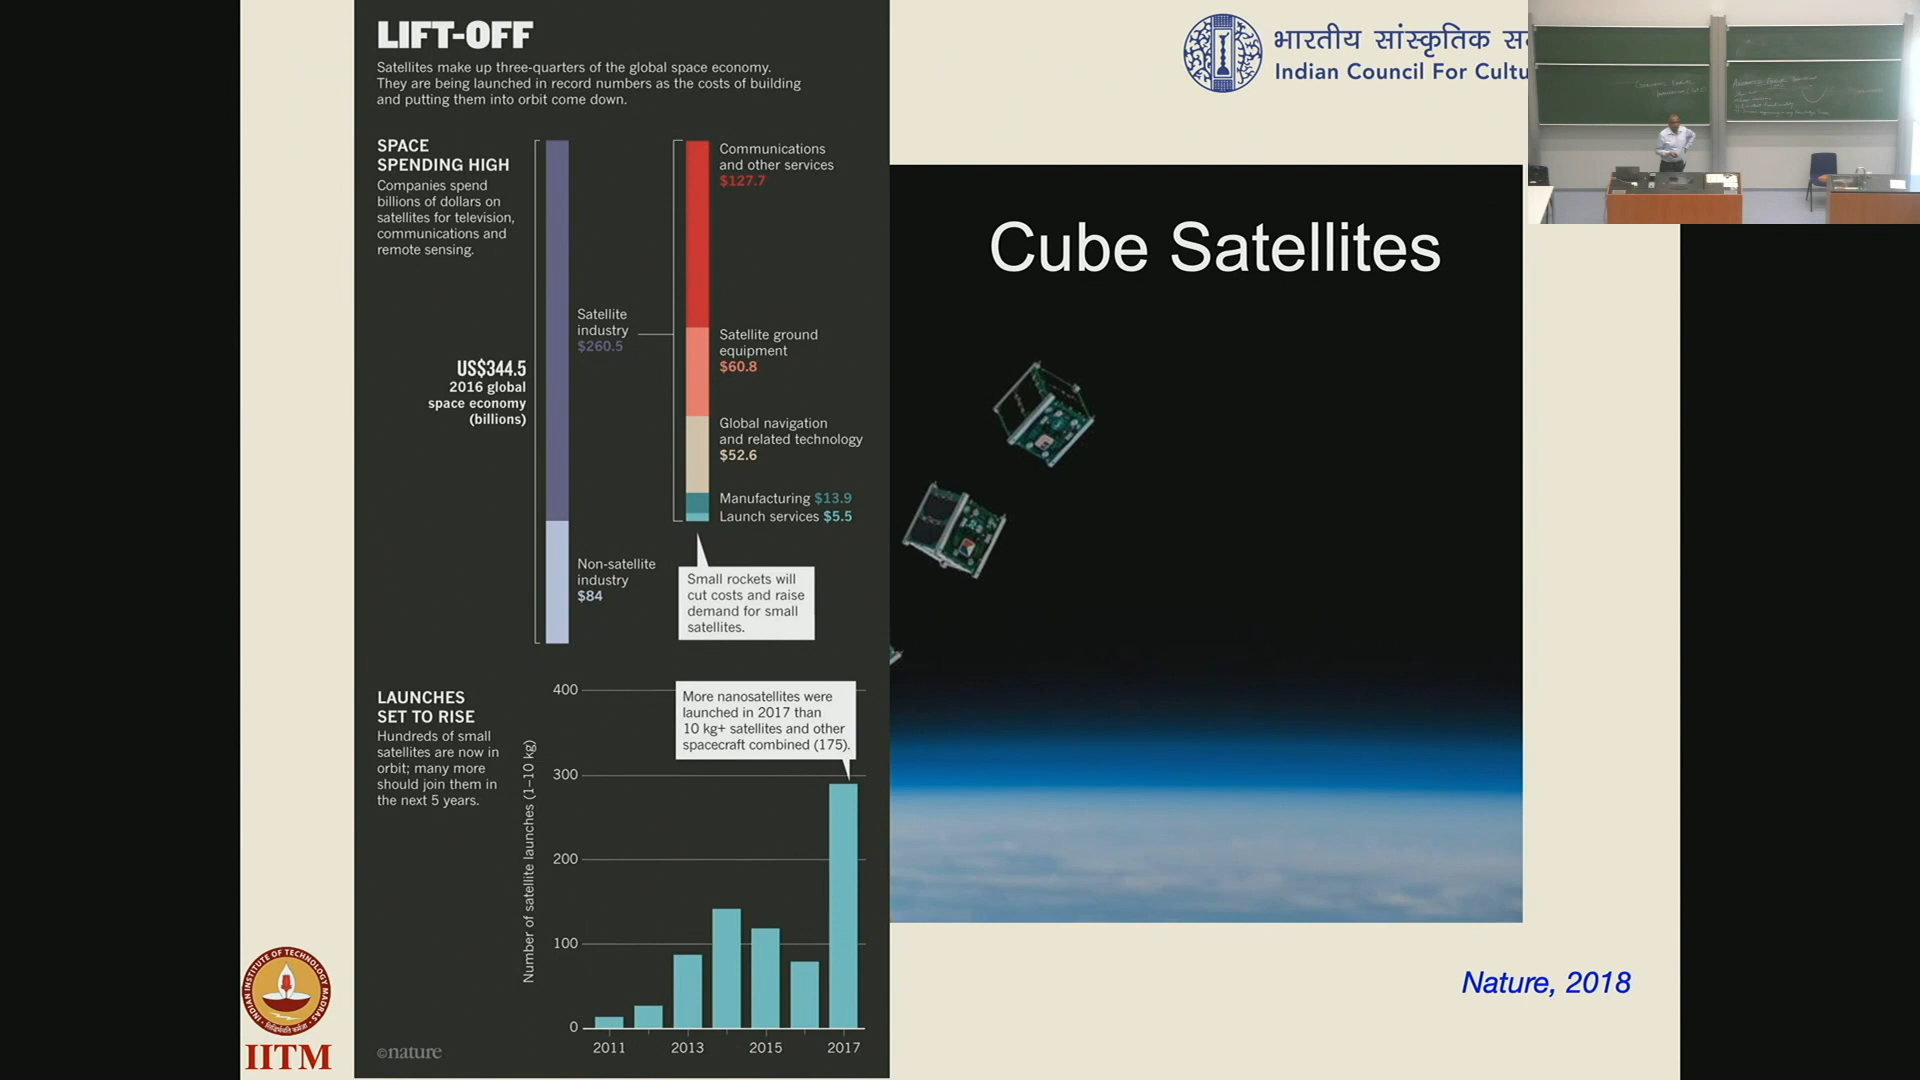 LIFT-OFF
Satellites make up three-quarters of the global space economy.
They are being launched in record numbers as the costs of building
and putting them into orbit come down.
SPACE
SPENDING HIGH
Companies spend
billions of dollars on
satellites for television,
communications and
remote sensing.
US$344.5
2016 global
space economy
(billions)
Satellite
industry
$260.5
Non-satellite
industry
$84
Communications
and other services
$127.7
Satellite ground
equipment
$60.8
Global navigation
and related technology
$52.6
Manufacturing $13.9
Launch services $5.5
Small rockets will
cut costs and raise
demand for small
satellites.
LAUNCHES
SET TO RISE
Hundreds of small
satellites are now in
orbit; many more
should join them in
the next 5 years.
Number of satellite launches (1–10 kg)
400
300
200
100
0
More nanosatellites were
launched in 2017 than
10 kg+ satellites and other
spacecraft combined (175).
2011
2013
2015
2017
©nature
भारतीय सांस्कृतिक
Indian Council For
Cube Satellites
Nature, 2018
INDIAN INSTITUTE OF TECHNOLOGY MADRAS
IITM